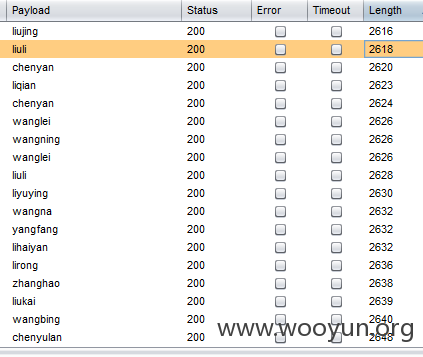 Payload Status Error Timeout Length
liujing 200 2616
liuli 200 2618
chenyan 200 2620
liqian 200 2623
chenyan 200 2624
wanglei 200 2626
wangning 200 2626
wanglei 200 2626
liuli 200 2628
liyuying 200 2630
wangna 200 2632
yangfang 200 2632
lihaiyan 200 2632
lirong 200 2636
zhanghao 200 2638
liukai 200 2639
wangbing 200 2640
chenyulan 200 2648
www.wooyun.org